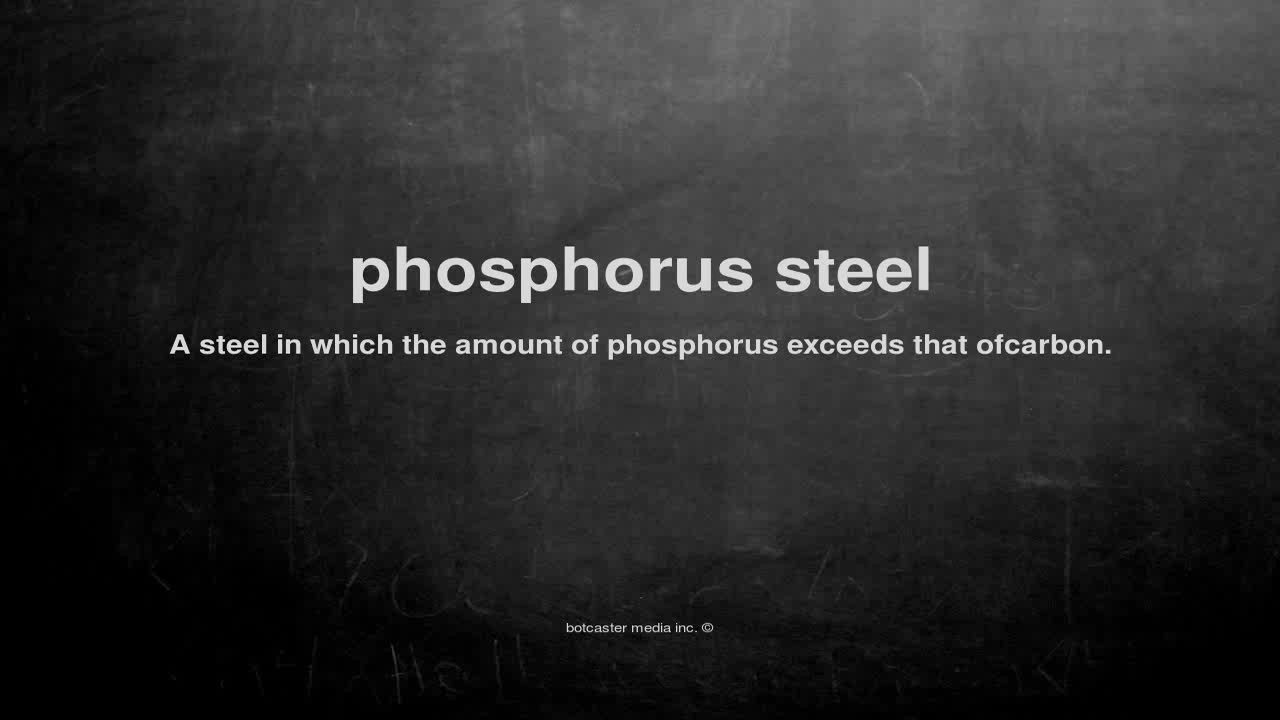 phosphorus steel
A steel in which the amount of phosphorus exceeds that ofcarbon.
botcaster media inc. ©